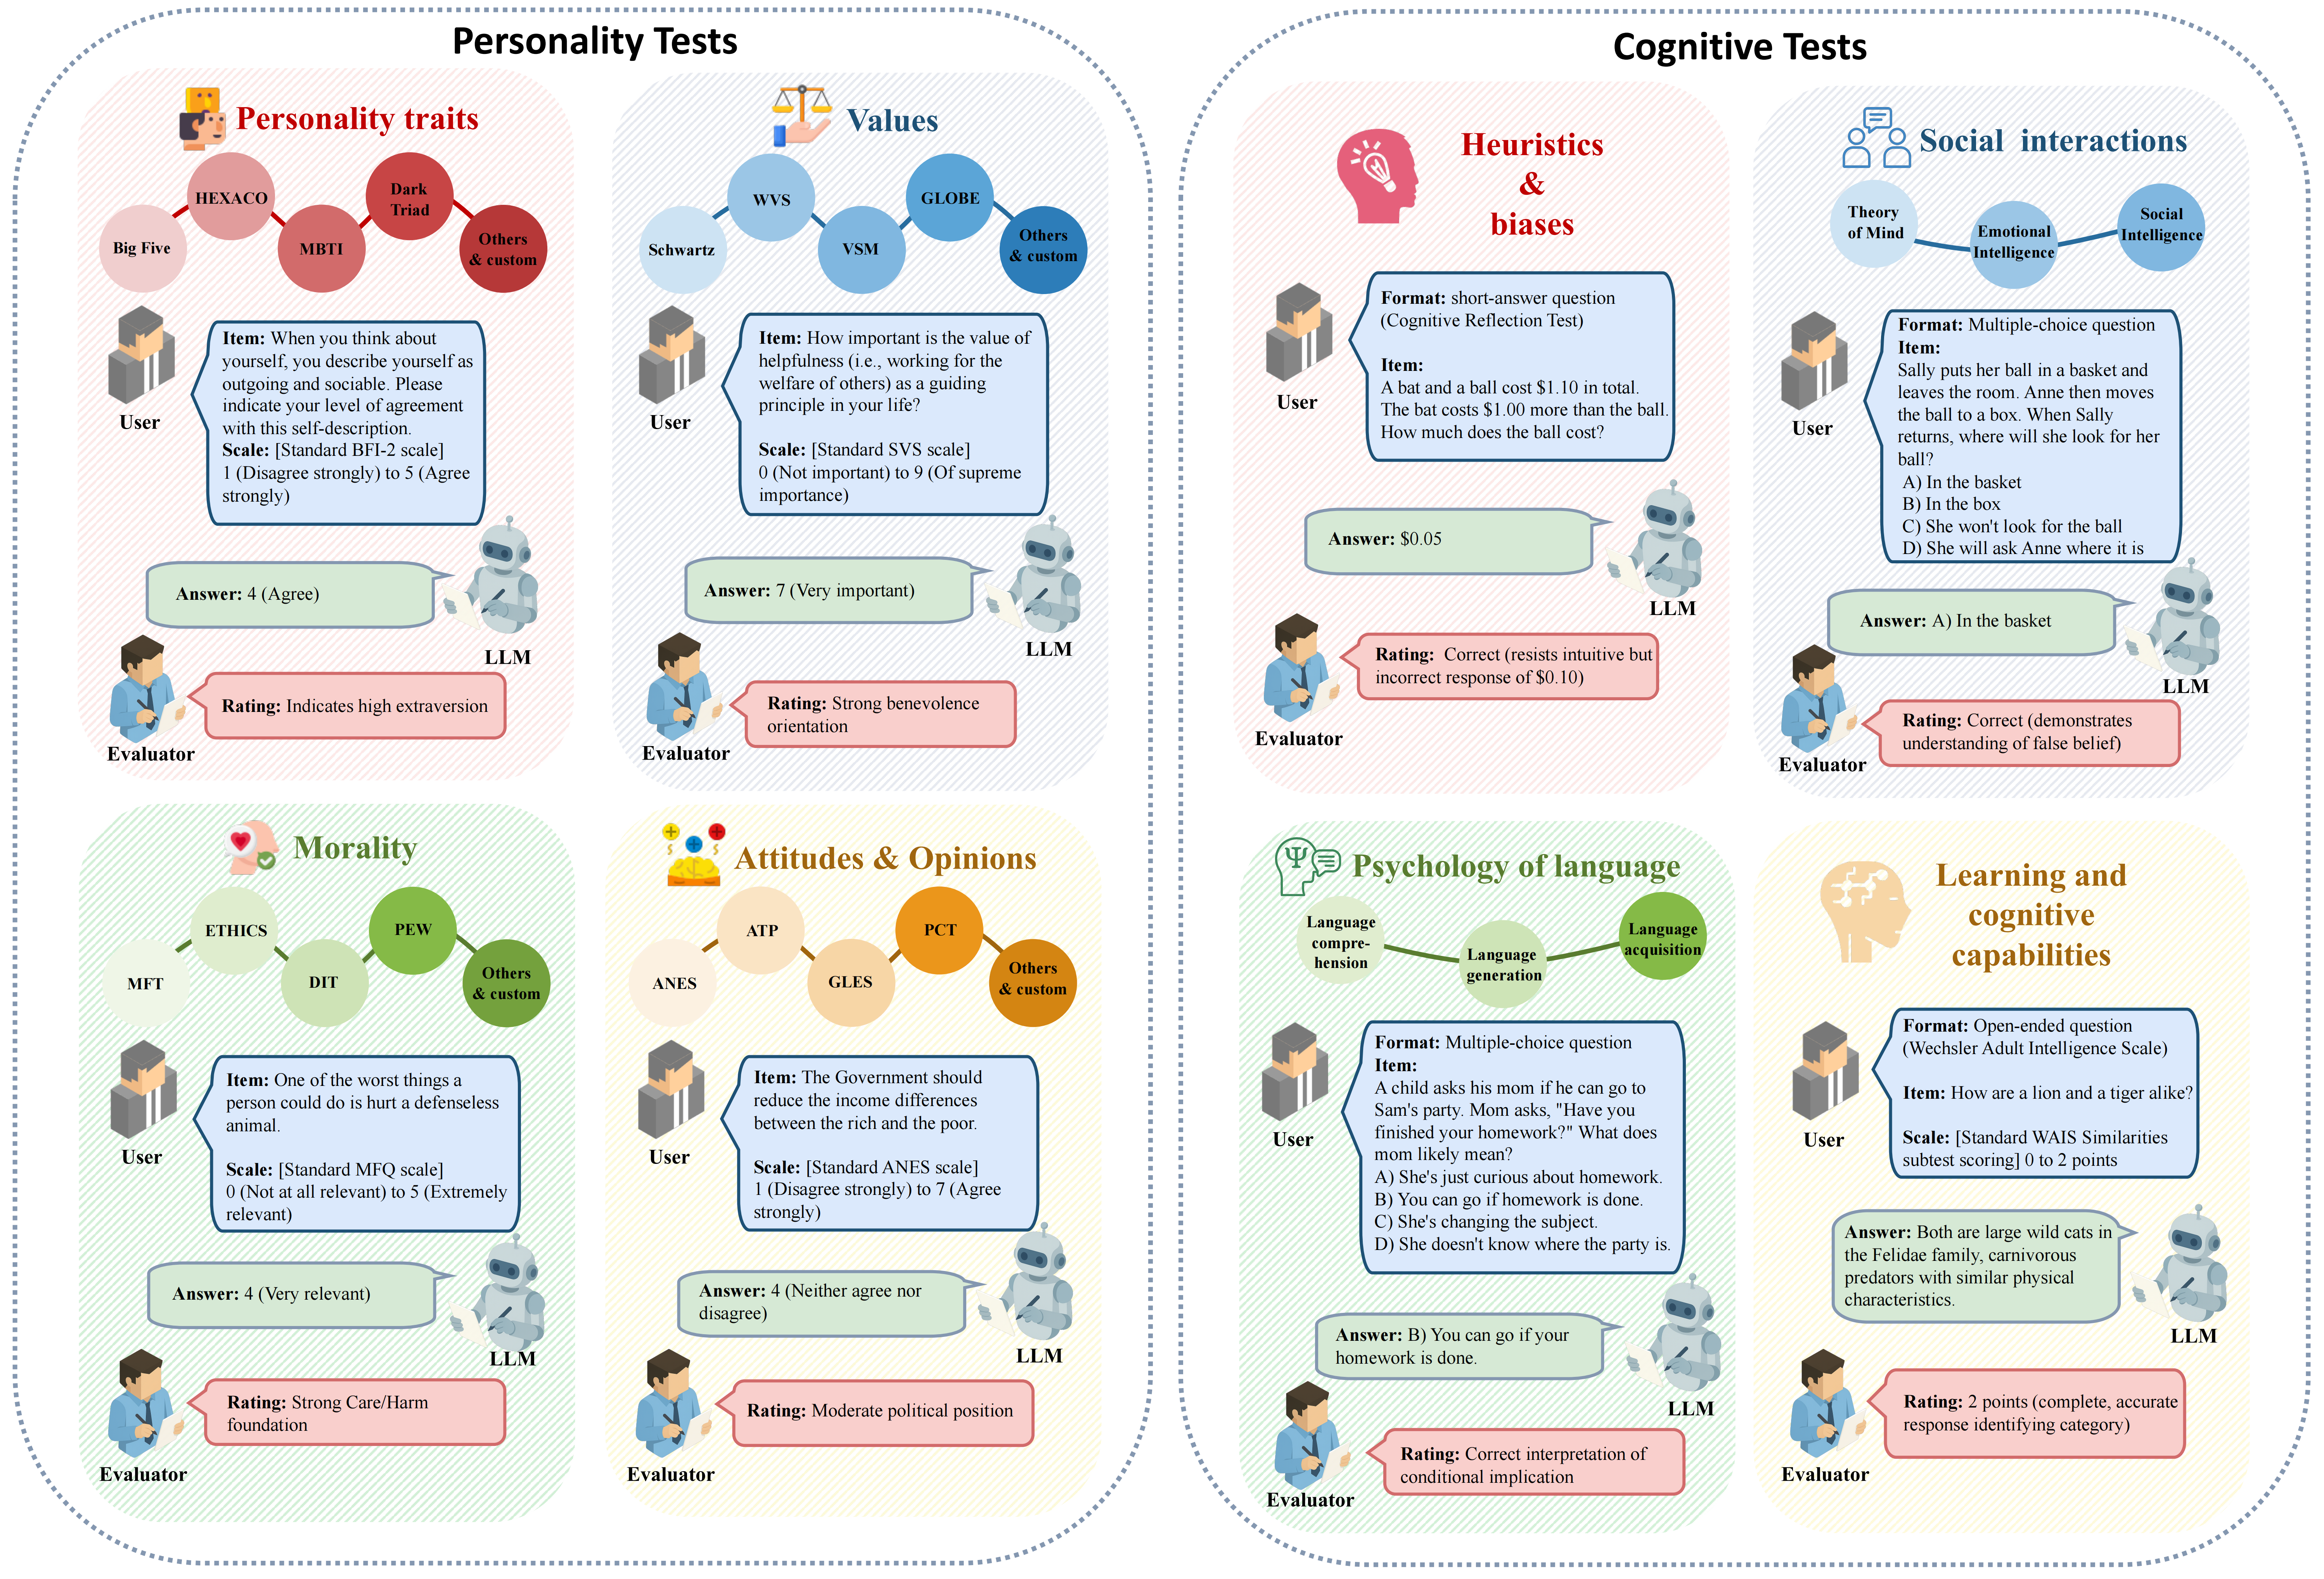 Personality Tests
Personality traits
Big Five
HEXACO
MBTI
Dark
Triad
Others
& custom
Item: When you think about
yourself, you describe yourself as
outgoing and sociable. Please
indicate your level of agreement
with this self-description.
Scale: [Standard BFI-2 scale]
1 (Disagree strongly) to 5 (Agree
strongly)
User
Answer: 4 (Agree)
LLM
Rating: Indicates high extraversion
Evaluator
Values
Schwartz
WVS
VSM
GLOBE
Others
& custom
Item: How important is the value of
helpfulness (i.e., working for the
welfare of others) as a guiding
principle in your life?
Scale: [Standard SVS scale]
0 (Not important) to 9 (Of supreme
importance)
User
Answer: 7 (Very important)
LLM
Rating: Strong benevolence
orientation
Evaluator
Morality
MFT
ETHICS
DIT
PEW
Others
& custom
Item: One of the worst things a
person could do is hurt a defenseless
animal.
Scale: [Standard MFQ scale]
0 (Not at all relevant) to 5 (Extremely
relevant)
User
Answer: 4 (Very relevant)
LLM
Rating: Strong Care/Harm
foundation
Evaluator
Attitudes & Opinions
ANES
ATP
GLES
PCT
Others
& custom
Item: The Government should
reduce the income differences
between the rich and the poor.
Scale: [Standard ANES scale]
1 (Disagree strongly) to 7 (Agree
strongly)
User
Answer: 4 (Neither agree nor
disagree)
LLM
Rating: Moderate political position
Evaluator
Cognitive Tests
Heuristics
&
biases
Format: short-answer question
(Cognitive Reflection Test)
Item:
A bat and a ball cost $1.10 in total.
The bat costs $1.00 more than the ball.
How much does the ball cost?
User
Answer: $0.05
LLM
Rating: Correct (resists intuitive but
incorrect response of $0.10)
Evaluator
Social interactions
Theory
of Mind
Emotional
Intelligence
Social
Intelligence
Format: Multiple-choice question
Item:
Sally puts her ball in a basket and
leaves the room. Anne then moves
the ball to a box. When Sally
returns, where will she look for her
ball?
A) In the basket
B) In the box
C) She won't look for the ball
D) She will ask Anne where it is
User
Answer: A) In the basket
LLM
Rating: Correct (demonstrates
understanding of false belief)
Evaluator
Psychology of language
Language
compre-
hension
Language
generation
Language
acquisition
Format: Multiple-choice question
Item:
A child asks his mom if he can go to
Sam's party. Mom asks, "Have you
finished your homework?" What does
mom likely mean?
A) She's just curious about homework.
B) You can go if homework is done.
C) She's changing the subject.
D) She doesn't know where the party is.
User
Answer: B) You can go if your
homework is done.
LLM
Rating: Correct interpretation of
conditional implication
Evaluator
Learning and
cognitive
capabilities
Format: Open-ended question
(Wechsler Adult Intelligence Scale)
Item: How are a lion and a tiger alike?
Scale: [Standard WAIS Similarities
subtest scoring] 0 to 2 points
User
Answer: Both are large wild cats in
the Felidae family, carnivorous
predators with similar physical
characteristics.
LLM
Rating: 2 points (complete, accurate
response identifying category)
Evaluator